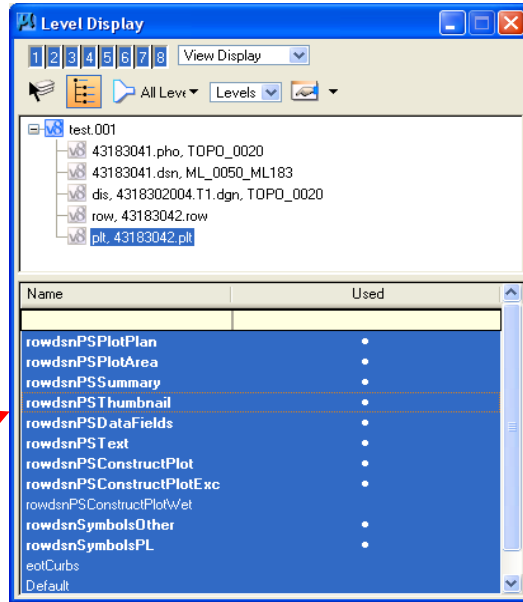 Level Display
1 2 3 4 5 6 7 8 View Display
All Leve Levels
test.001
43183041.pho, TOPO_0020
43183041.dsn, ML_0050_ML183
dis, 4318302004.T1.dgn, TOPO_0020
row, 43183042.row
plt, 43183042.plt
Name Used
rowdsnPSPlotPlan
rowdsnPSPlotArea
rowdsnPSSummary
rowdsnPSThumbnail
rowdsnPSDataFields
rowdsnPSText
rowdsnPSConstructPlot
rowdsnPSConstructPlotExc
rowdsnPSConstructPlotWet
rowdsnSymbolsOther
rowdsnSymbolsPL
eotCurbs
Default